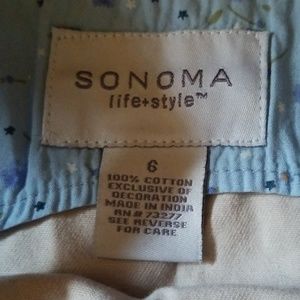 SONOMA
life+style™
6
100% COTTON
EXCLUSIVE OF
DECORATION
MADE IN INDIA
RN# 73277
SEE REVERSE
FOR CARE